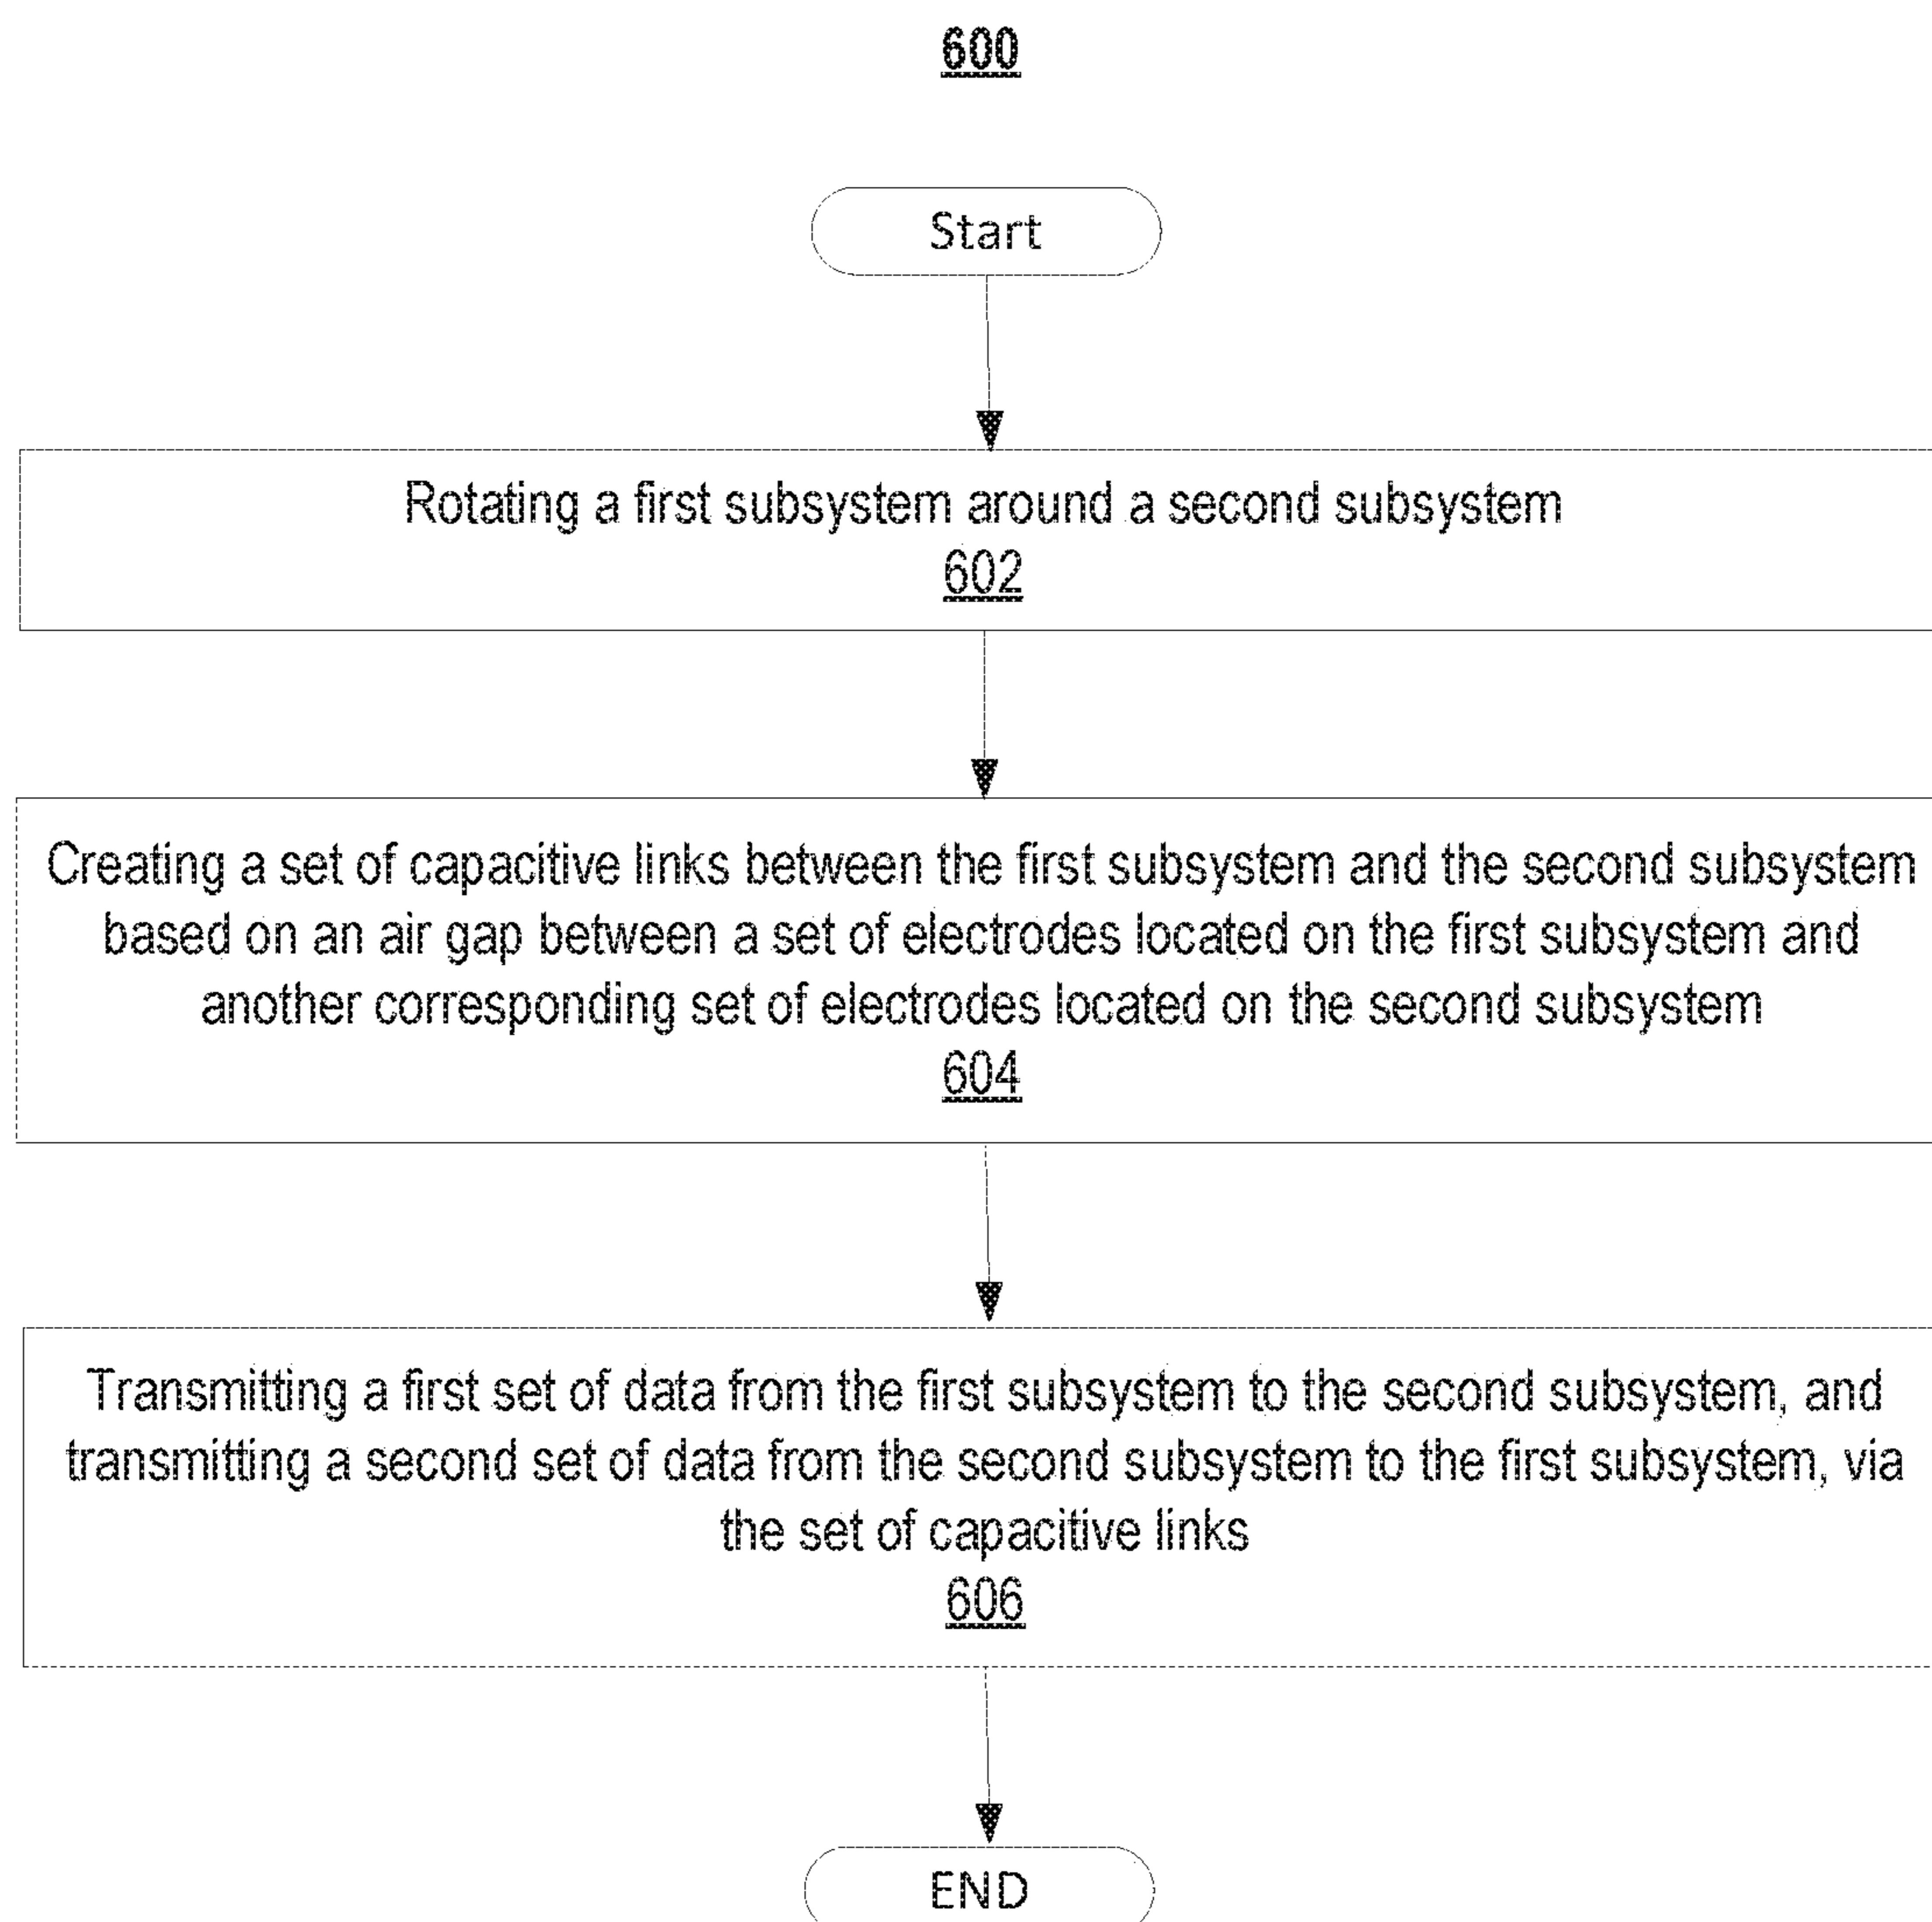 600
Start
Rotating a first subsystem around a second subsystem
602
Creating a set of capacitive links between the first subsystem and the second subsystem
based on an air gap between a set of electrodes located on the first subsystem and
another corresponding set of electrodes located on the second subsystem
604
Transmitting a first set of data from the first subsystem to the second subsystem, and
transmitting a second set of data from the second subsystem to the first subsystem, via
the set of capacitive links
606
END